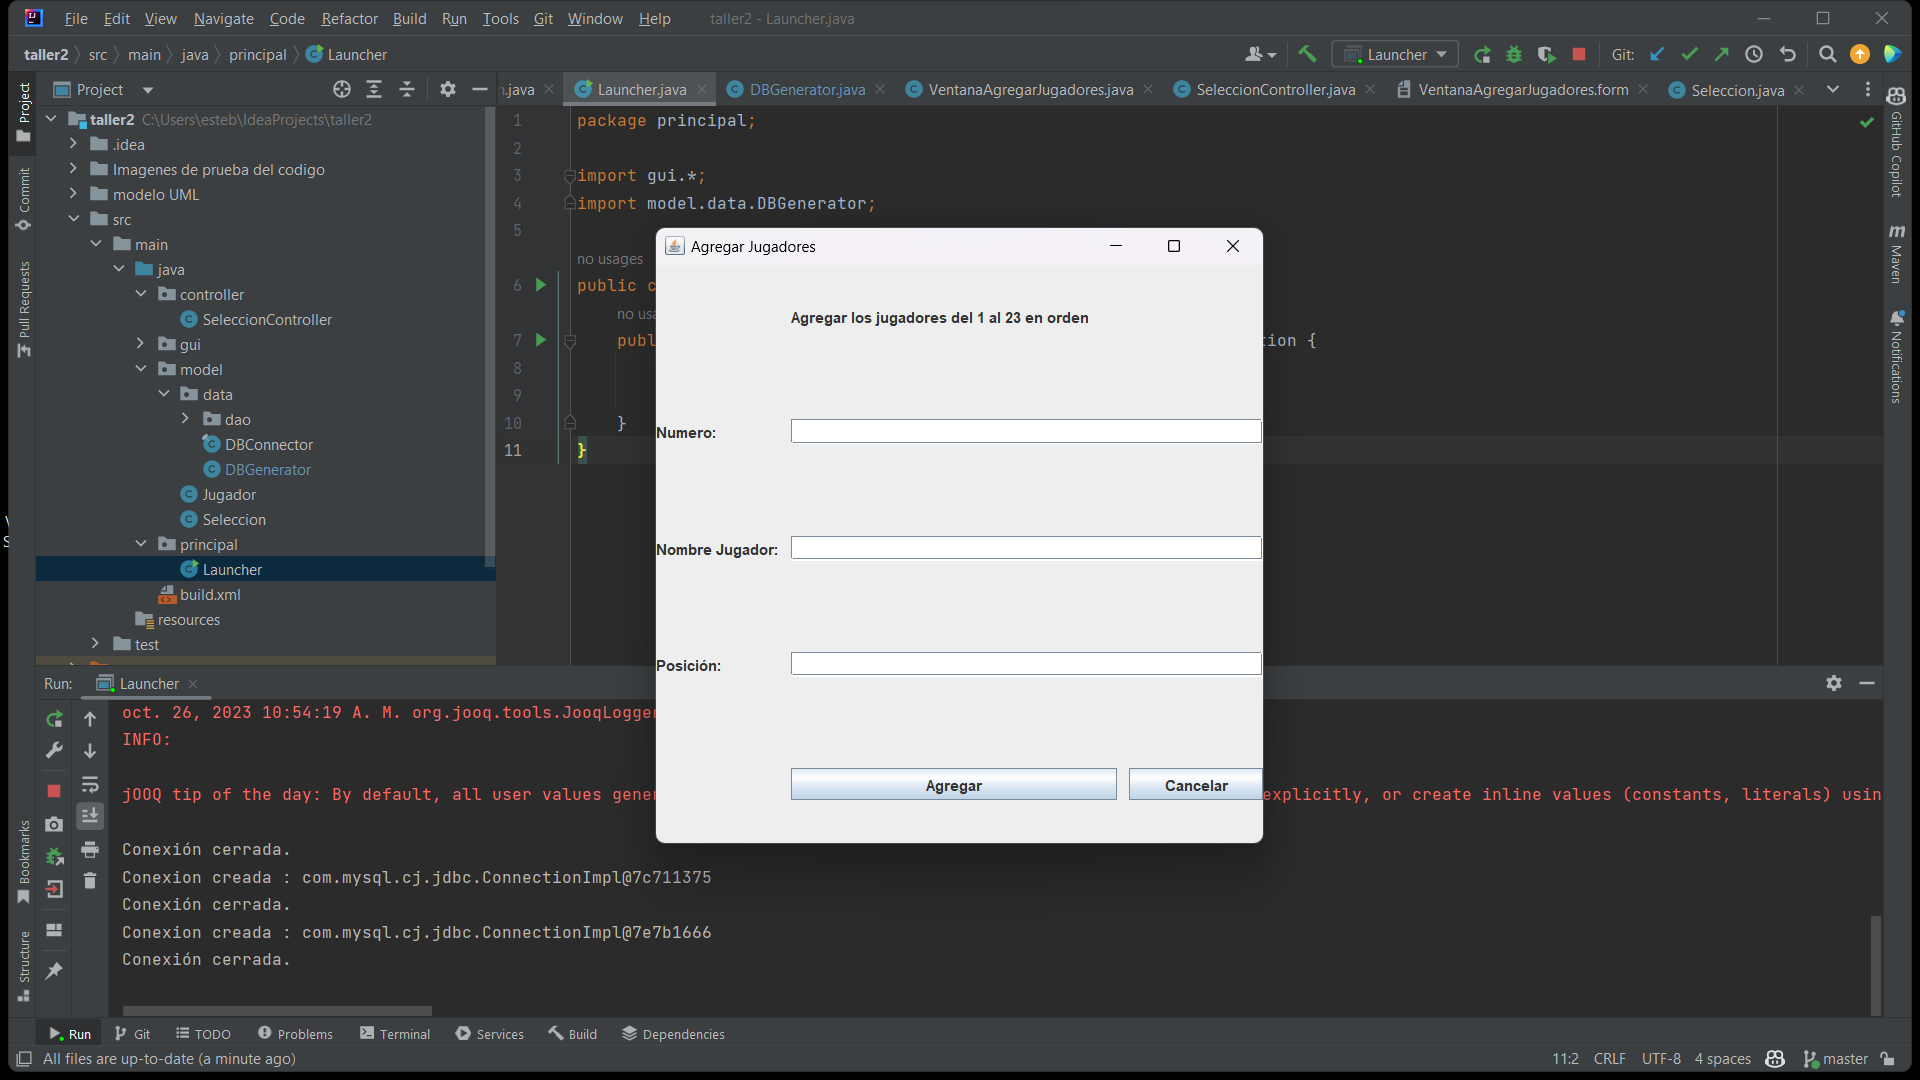 File Edit View Navigate Code Refactor Build Run Tools Git Window Help taller2 - Launcher.java
taller2 src main java principal Launcher
Launcher Git:
Project
.java Launcher.java DBGenerator.java VentanaAgregarJugadores.java SeleccionController.java VentanaAgregarJugadores.form Seleccion.java
taller2 C:\Users\esteb\IdeaProjects\taller2
.idea
Imagenes de prueba del codigo
modelo UML
src
main
java
controller
SeleccionController
gui
model
data
dao
DBConnector
DBGenerator
Jugador
Seleccion
principal
Launcher
build.xml
resources
test
Project
Commit
Pull Requests
Bookmarks
Structure
1 package principal;
2
3 import gui.*;
4 import model.data.DBGenerator;
5
no usages
6 public c
no usa
7 publ tion {
8
9
10 }
11 }
Agregar Jugadores
Agregar los jugadores del 1 al 23 en orden
Numero:
Nombre Jugador:
Posición:
Agregar Cancelar
GitHub Copilot
Maven
Notifications
Run: Launcher
oct. 26, 2023 10:54:19 A. M. org.jooq.tools.JooqLogger
INFO:
jOOQ tip of the day: By default, all user values gene explicitly, or create inline values (constants, literals) usin
Conexión cerrada.
Conexion creada : com.mysql.cj.jdbc.ConnectionImpl@7c711375
Conexión cerrada.
Conexion creada : com.mysql.cj.jdbc.ConnectionImpl@7e7b1666
Conexión cerrada.
Run Git TODO Problems Terminal Services Build Dependencies
All files are up-to-date (a minute ago) 11:2 CRLF UTF-8 4 spaces master